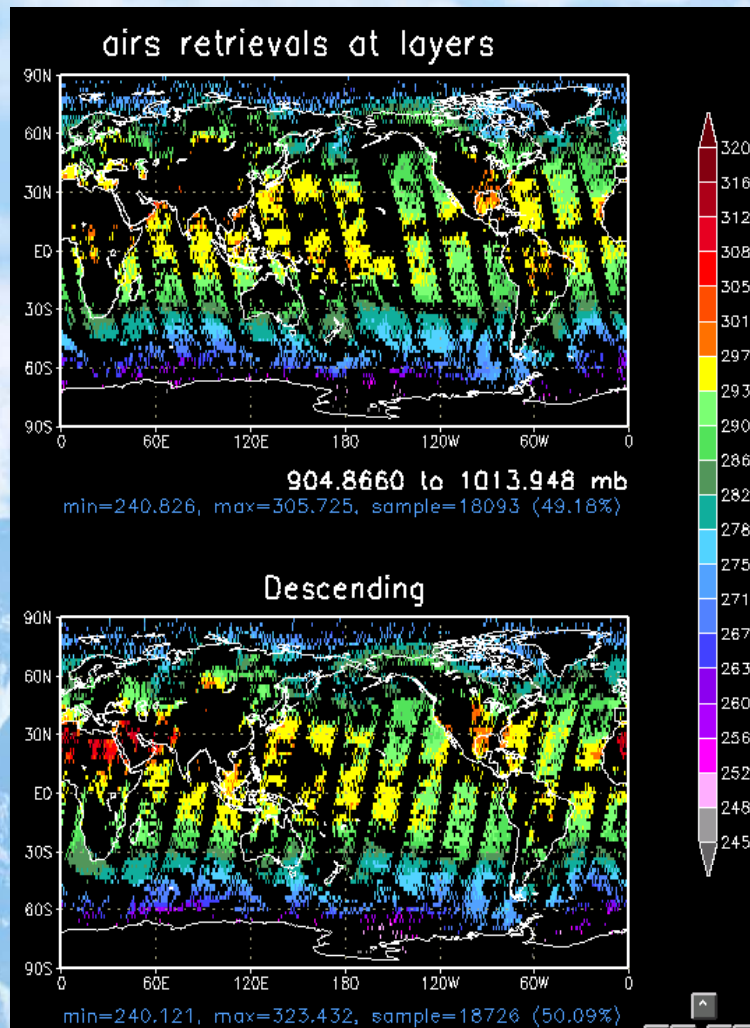 airs retrievals at layers
90N
60N
30N
EQ
30S
60S
90S
0 60E 120E 180 120W 60W 0
904.8660 to 1013.948 mb
min=240.826, max=305.725, sample=18093 (49.18%)
Descending
90N
60N
30N
EQ
30S
60S
90S
0 60E 120E 180 120W 60W 0
min=240.121, max=323.432, sample=18726 (50.09%)
320
316
312
308
305
301
297
293
290
286
282
278
275
271
267
263
260
256
252
248
245